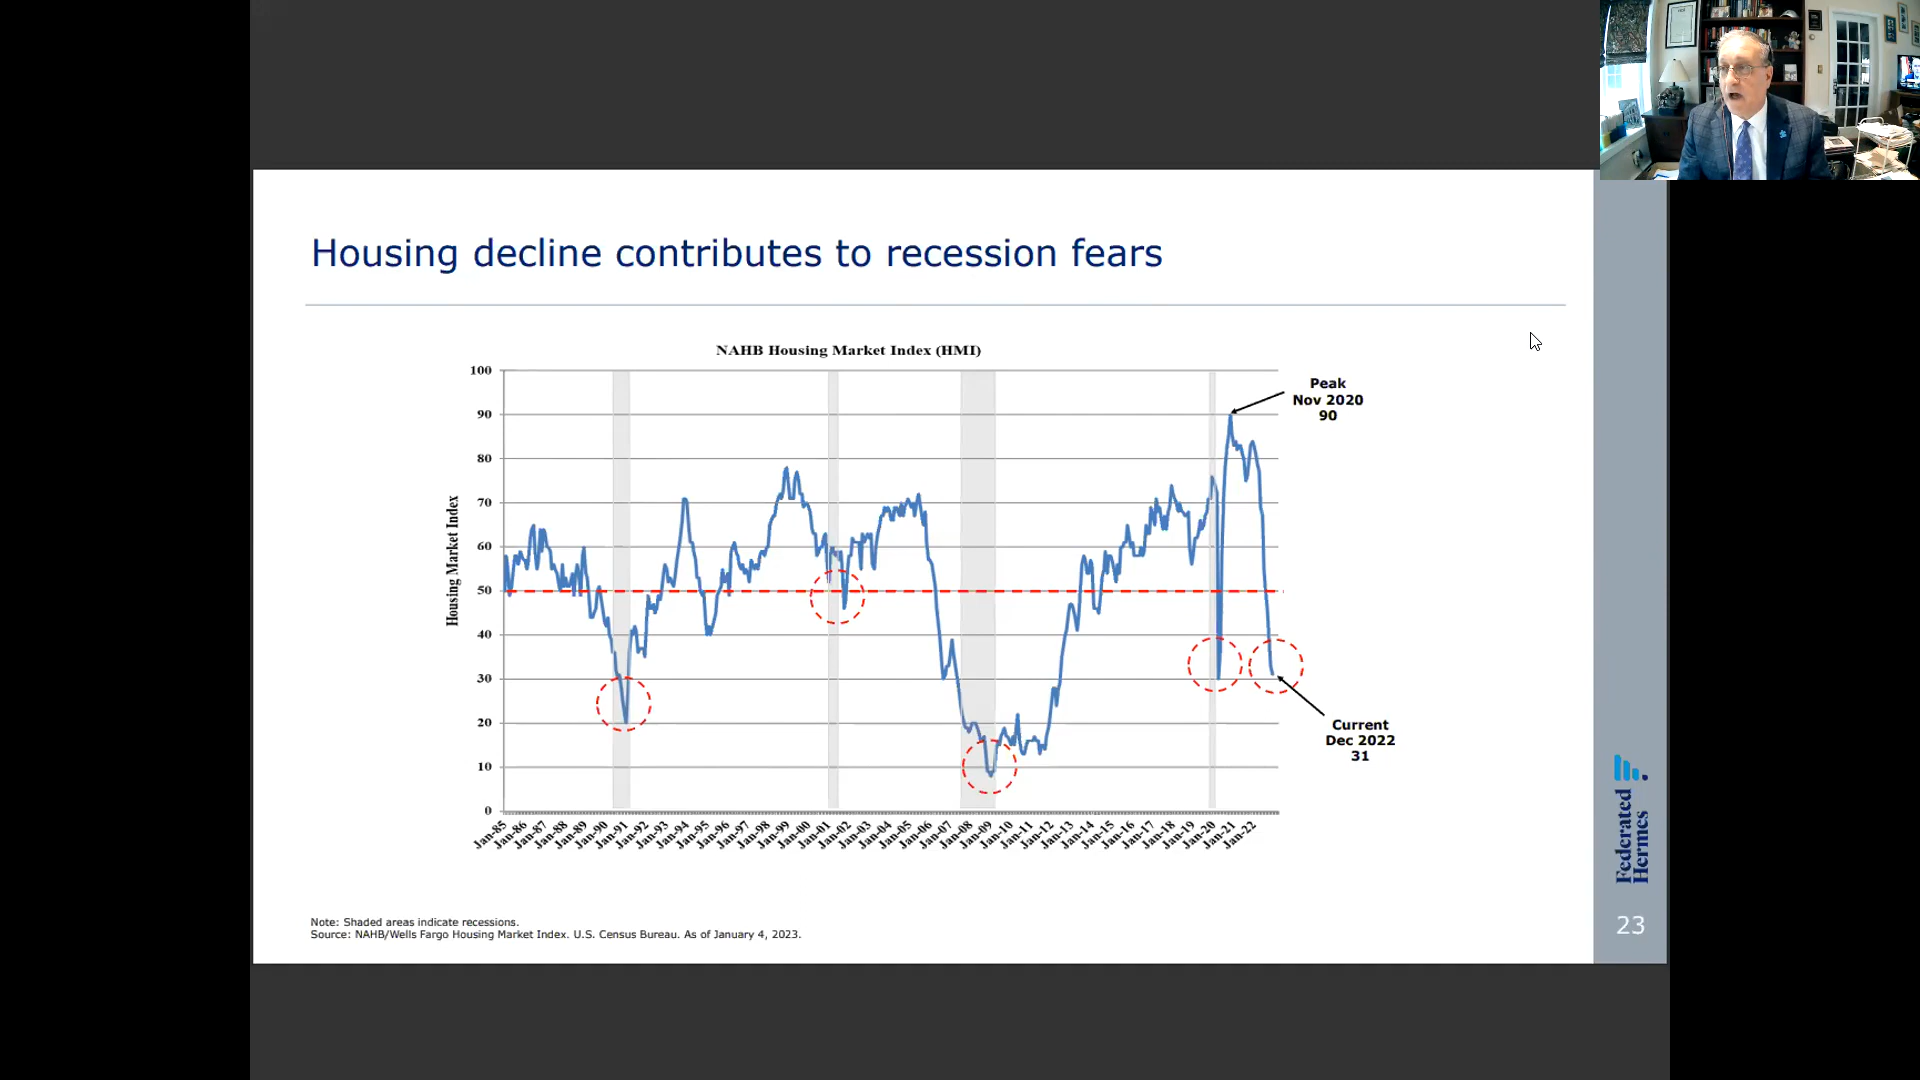 Housing decline contributes to recession fears
NAHB Housing Market Index (HMI)
Housing Market Index
100
90
80
70
60
50
40
30
20
10
0
Jan-85
Jan-86
Jan-87
Jan-88
Jan-89
Jan-90
Jan-91
Jan-92
Jan-93
Jan-94
Jan-95
Jan-96
Jan-97
Jan-98
Jan-99
Jan-00
Jan-01
Jan-02
Jan-03
Jan-04
Jan-05
Jan-06
Jan-07
Jan-08
Jan-09
Jan-10
Jan-11
Jan-12
Jan-13
Jan-14
Jan-15
Jan-16
Jan-17
Jan-18
Jan-19
Jan-20
Jan-21
Jan-22
Peak
Nov 2020
90
Current
Dec 2022
31
Note: Shaded areas indicate recessions.
Source: NAHB/Wells Fargo Housing Market Index. U.S. Census Bureau. As of January 4, 2023.
Federated
Hermes
23